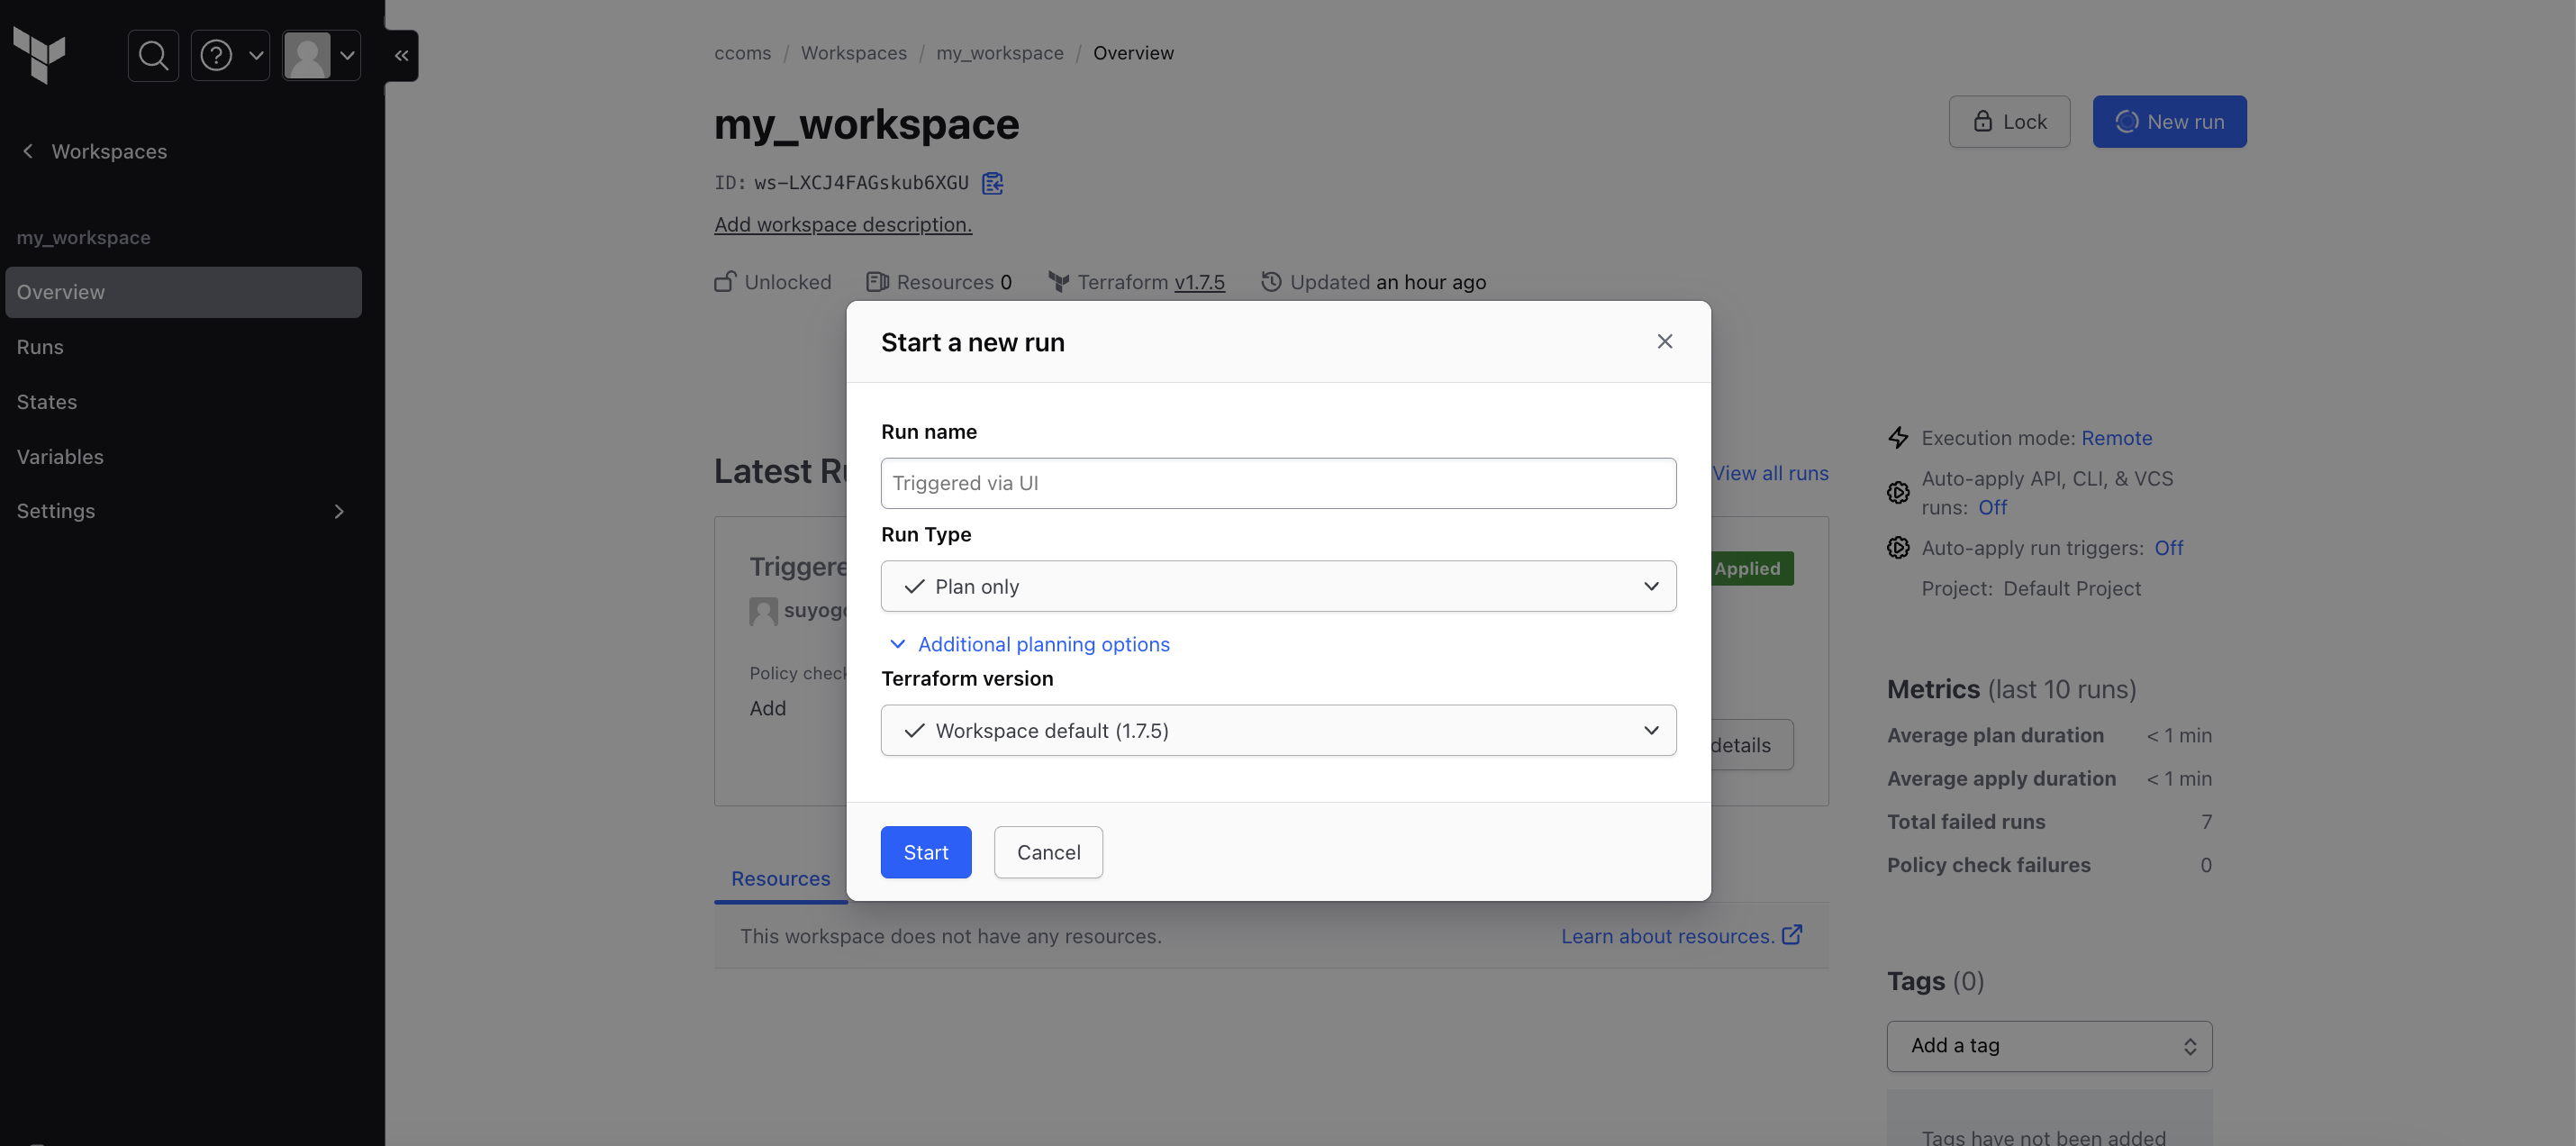 Workspaces
my_workspace
Overview
Runs
States
Variables
Settings
ccoms / Workspaces / my_workspace / Overview
my_workspace
Lock
New run
ID: ws-LXCJ4FAGskub6XGU
Add workspace description.
Unlocked Resources 0 Terraform v1.7.5 Updated an hour ago
Start a new run
Run name
Triggered via UI
Run Type
Plan only
Additional planning options
Terraform version
Workspace default (1.7.5)
Start Cancel
Latest
View all runs
Applied
Policy
Add
details
Resources
This workspace does not have any resources.
Learn about resources.
Execution mode: Remote
Auto-apply API, CLI, & VCS
runs: Off
Auto-apply run triggers: Off
Project: Default Project
Metrics (last 10 runs)
Average plan duration < 1 min
Average apply duration < 1 min
Total failed runs 7
Policy check failures 0
Tags (0)
Add a tag
Tags have not been added